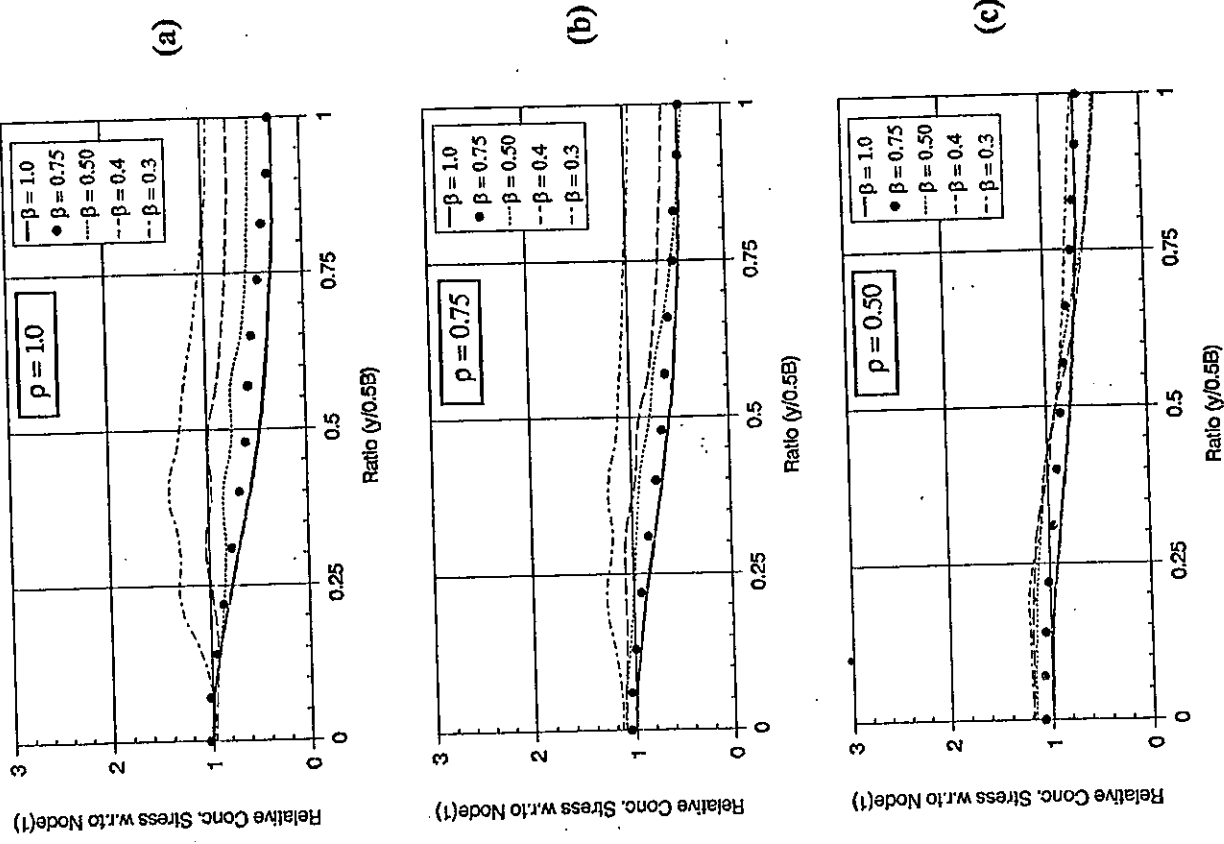 (a)
ρ = 1.0
β = 1.0
β = 0.75
β = 0.50
β = 0.4
β = 0.3
3
2
1
0
0
0.25
0.5
0.75
1
Ratio (y/0.5B)
Relative Conc. Stress w.r.to Node(1)
(b)
ρ = 0.75
β = 1.0
β = 0.75
β = 0.50
β = 0.4
β = 0.3
3
2
1
0
0
0.25
0.5
0.75
1
Ratio (y/0.5B)
Relative Conc. Stress w.r.to Node(1)
(c)
ρ = 0.50
β = 1.0
β = 0.75
β = 0.50
β = 0.4
β = 0.3
3
2
1
0
0
0.25
0.5
0.75
1
Ratio (y/0.5B)
Relative Conc. Stress w.r.to Node(1)